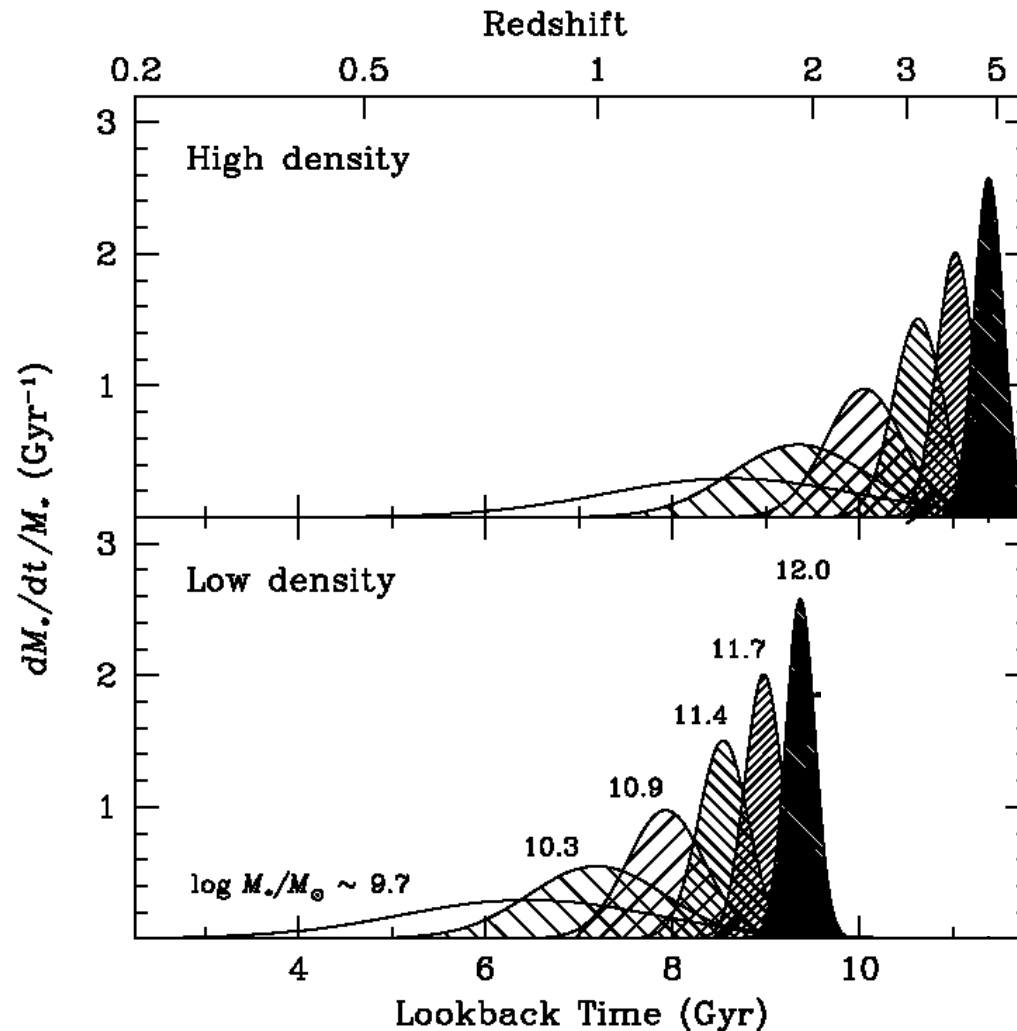 Redshift
0.2 0.5 1 2 3 5
High density
3
2
1
dM*/dt/M* (Gyr⁻¹)
Low density
3
2
1
12.0
11.7
11.4
10.9
10.3
log M*/M⊙ ~ 9.7
4 6 8 10
Lookback Time (Gyr)